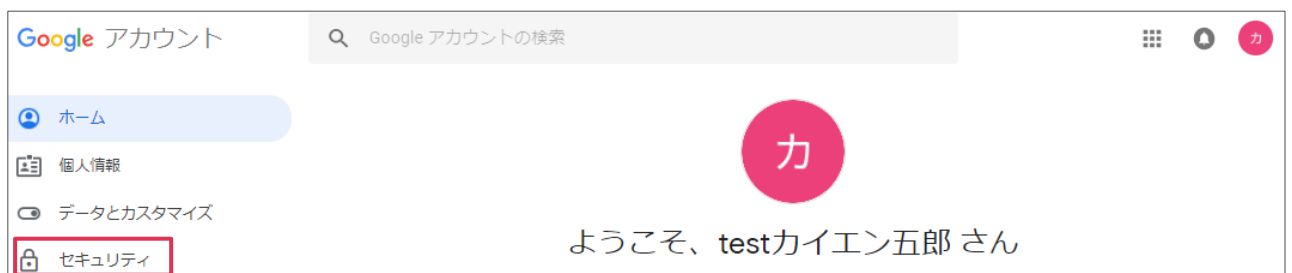 Google アカウント
Google アカウントの検索
カ
ホーム
個人情報
データとカスタマイズ
セキュリティ
カ
ようこそ、testカイエン五郎 さん